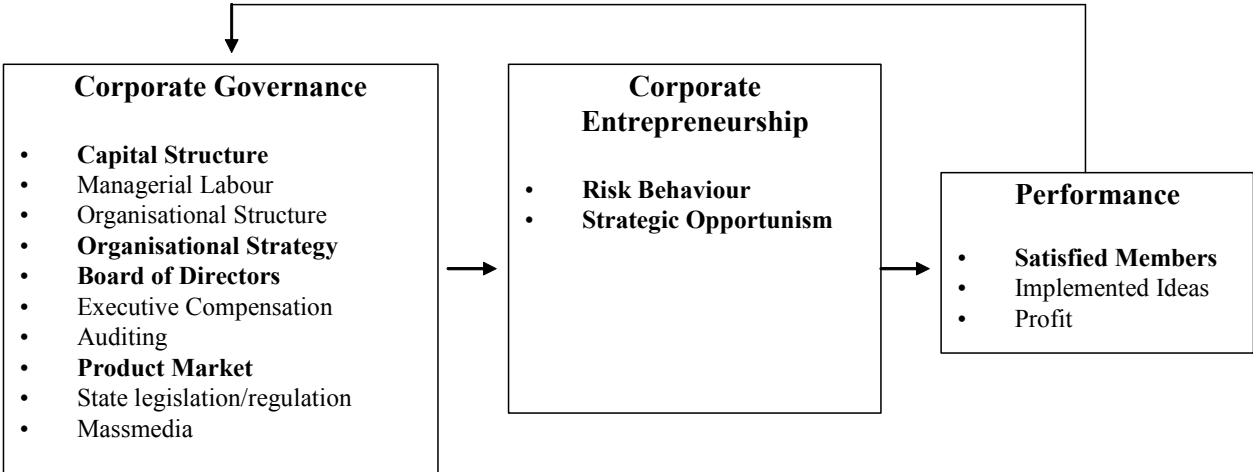 Corporate Governance
• Capital Structure
• Managerial Labour
• Organisational Structure
• Organisational Strategy
• Board of Directors
• Executive Compensation
• Auditing
• Product Market
• State legislation/regulation
• Massmedia
Corporate
Entrepreneurship
• Risk Behaviour
• Strategic Opportunism
Performance
• Satisfied Members
• Implemented Ideas
• Profit